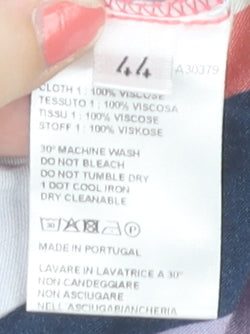 44
A30379
CLOTH 1 : 100% VISCOSE
TESSUTO 1 : 100% VISCOSA
TISSU 1 : 100% VISCOSE
STOFF 1 : 100% VISKOSE
30° MACHINE WASH
DO NOT BLEACH
DO NOT TUMBLE DRY
1 DOT COOL IRON
DRY CLEANABLE
MADE IN PORTUGAL
LAVARE IN LAVATRICE A 30°
NON CANDEGGIARE
NON ASCIUGARE
NELL'ASCIUGABIANCHERIA